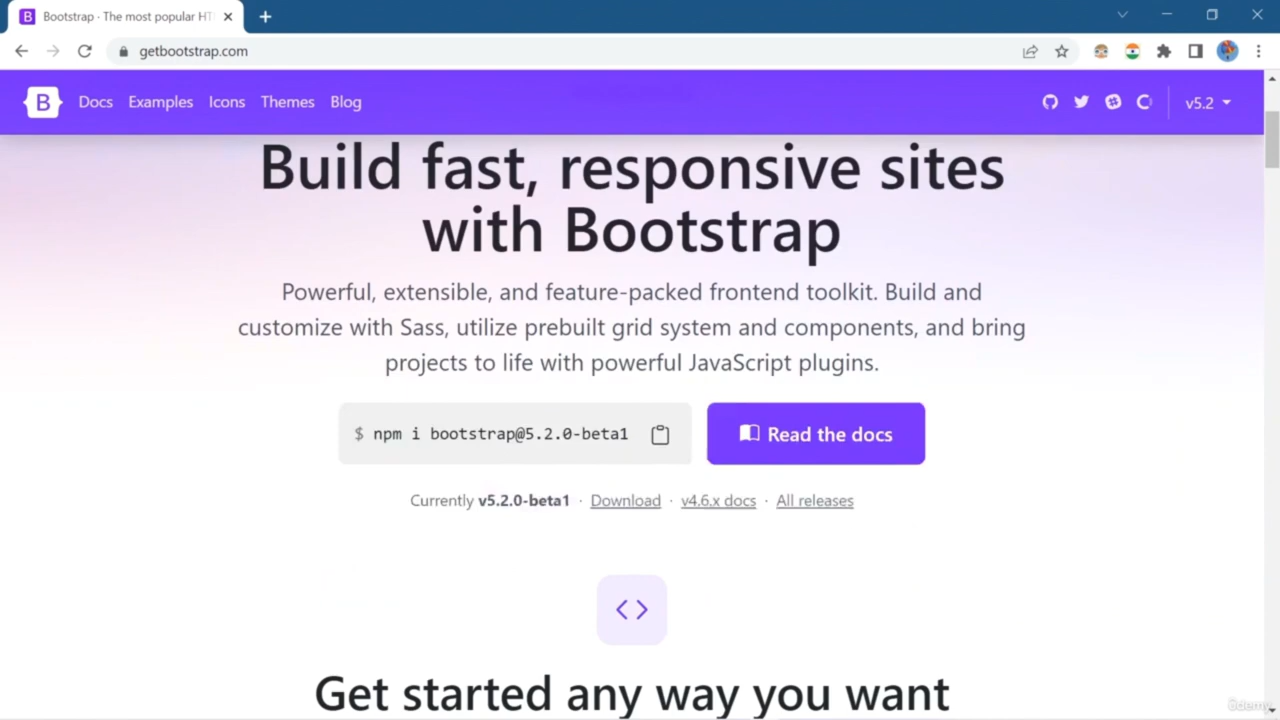 Bootstrap · The most popular HT
getbootstrap.com
B Docs Examples Icons Themes Blog v5.2
Build fast, responsive sites
with Bootstrap
Powerful, extensible, and feature-packed frontend toolkit. Build and
customize with Sass, utilize prebuilt grid system and components, and bring
projects to life with powerful JavaScript plugins.
$ npm i bootstrap@5.2.0-beta1 Read the docs
Currently v5.2.0-beta1 · Download · v4.6.x docs · All releases
Get started any way you want
ûdemy